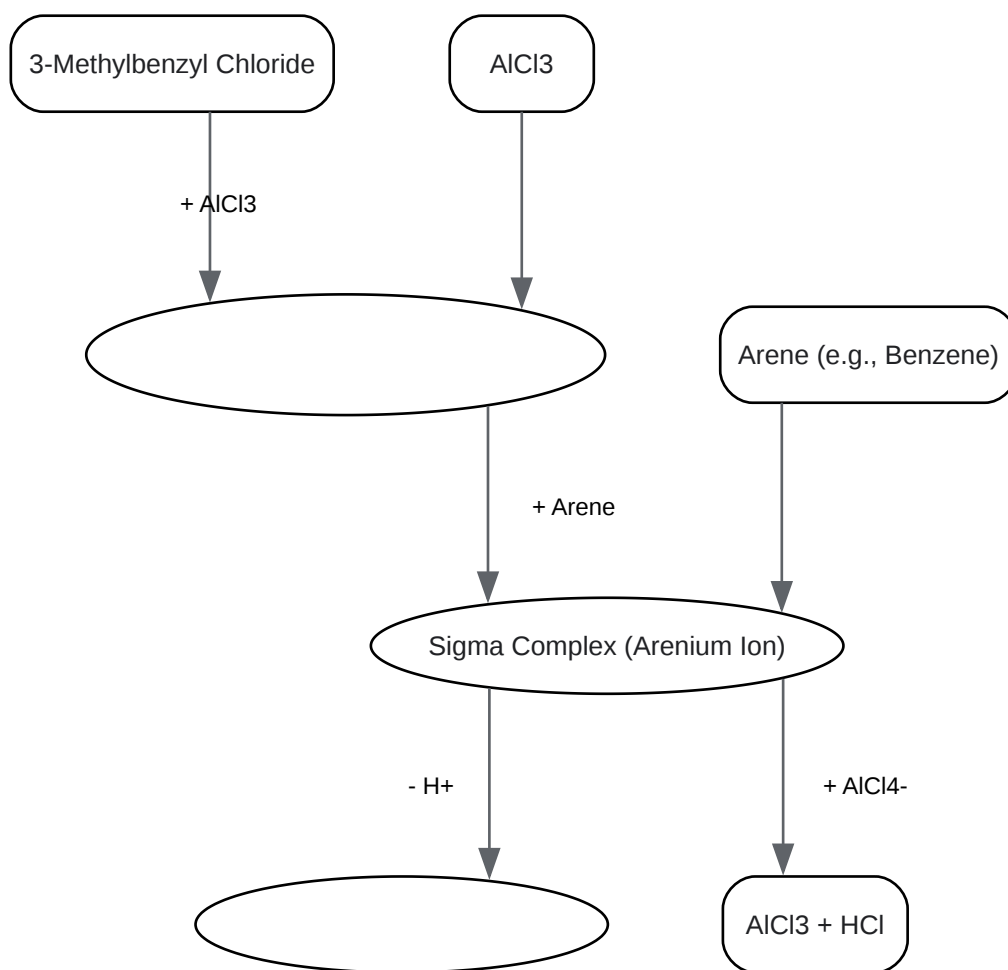 3-Methylbenzyl Chloride
AlCl3
+ AlCl3
Arene (e.g., Benzene)
+ Arene
Sigma Complex (Arenium Ion)
- H+
+ AlCl4-
AlCl3 + HCl